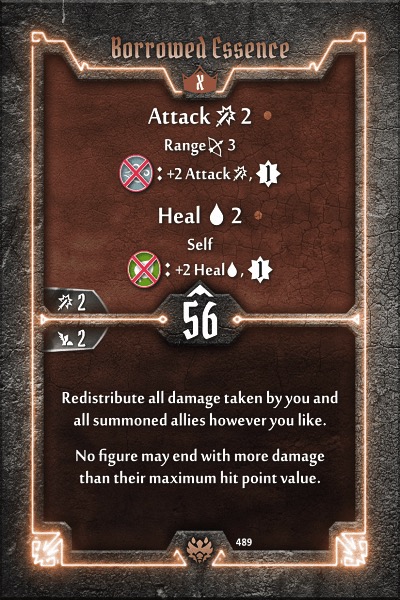 Borrowed Essence
X
Attack 2
Range 3
: +2 Attack , 1
Heal 2
Self
: +2 Heal , 1
2
56
2
Redistribute all damage taken by you and
all summoned allies however you like.
No figure may end with more damage
than their maximum hit point value.
489